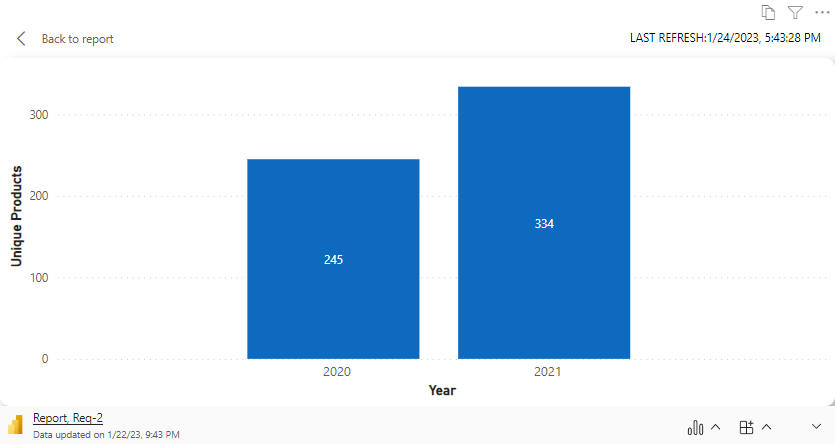 Back to report
LAST REFRESH:1/24/2023, 5:43:28 PM
300
200
100
0
Unique Products
245
334
2020
2021
Year
Report, Req-2
Data updated on 1/22/23, 9:43 PM